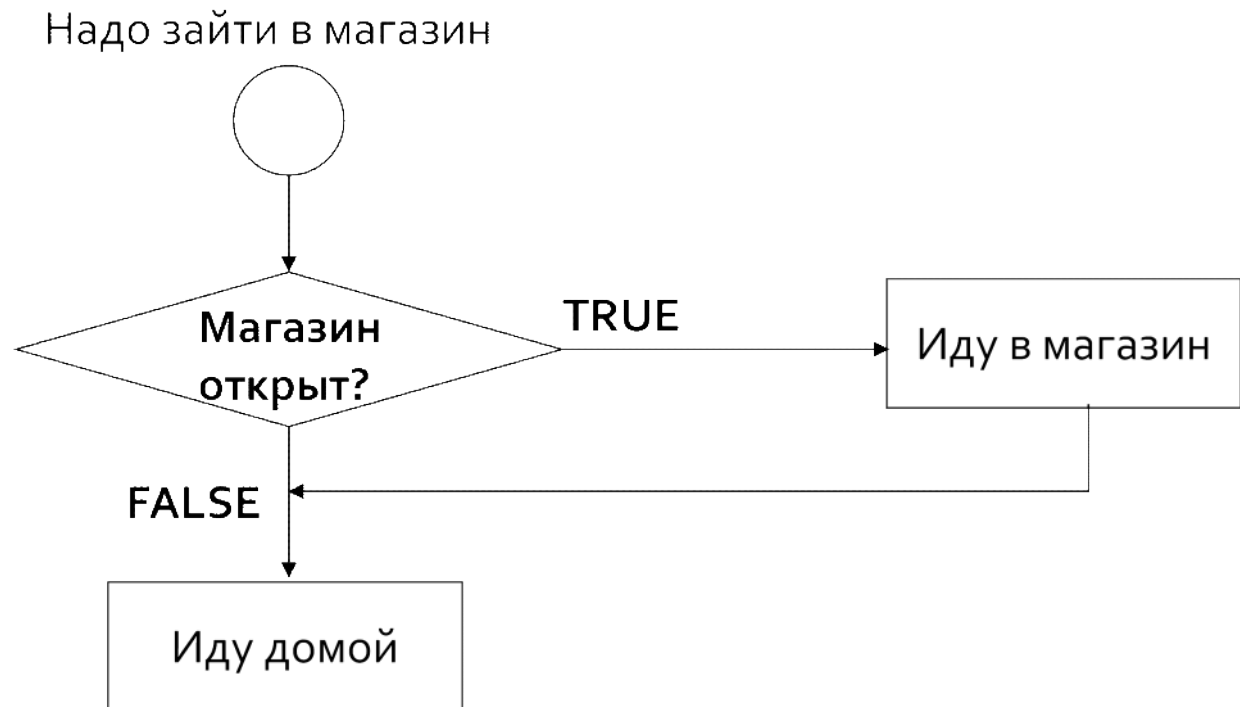 Надо зайти в магазин
Магазин
открыт?
TRUE
Иду в магазин
FALSE
Иду домой